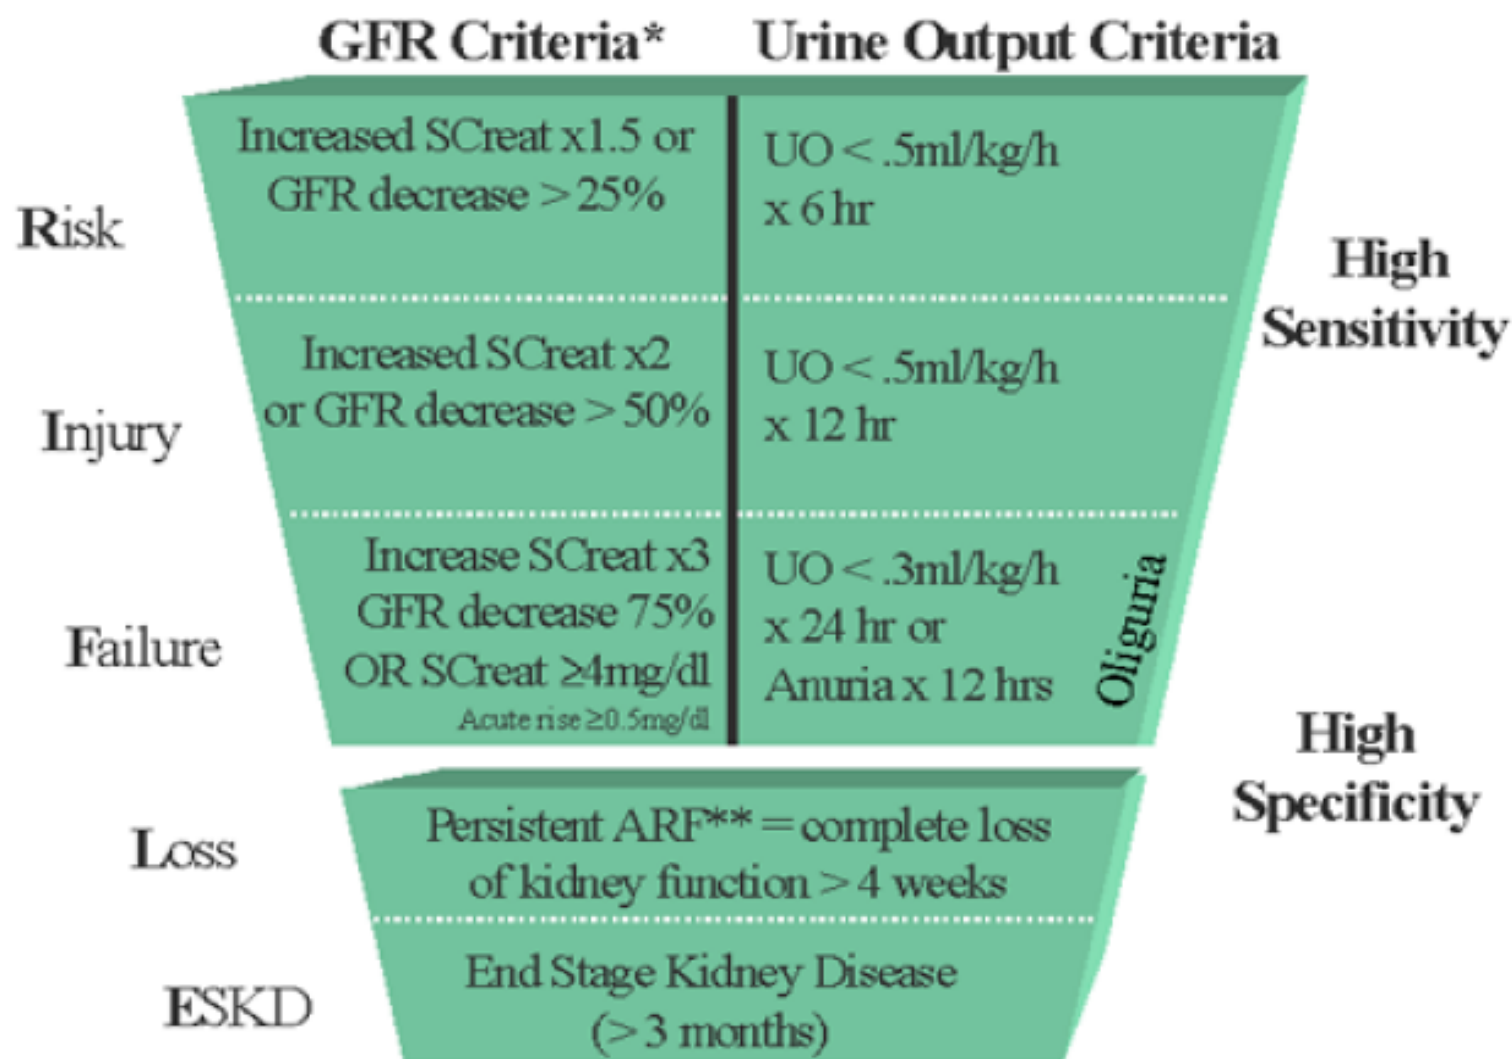 GFR Criteria*
Urine Output Criteria
Risk
Increased SCreat x1.5 or
GFR decrease > 25%
UO < .5ml/kg/h
x 6 hr
High
Sensitivity
Injury
Increased SCreat x2
or GFR decrease > 50%
UO < .5ml/kg/h
x 12 hr
Failure
Increase SCreat x3
GFR decrease 75%
OR SCreat ≥4mg/dl
Acute rise ≥0.5mg/dl
UO < .3ml/kg/h
x 24 hr or
Anuria x 12 hrs
Oliguria
High
Specificity
Loss
Persistent ARF** = complete loss
of kidney function > 4 weeks
ESKD
End Stage Kidney Disease
(> 3 months)